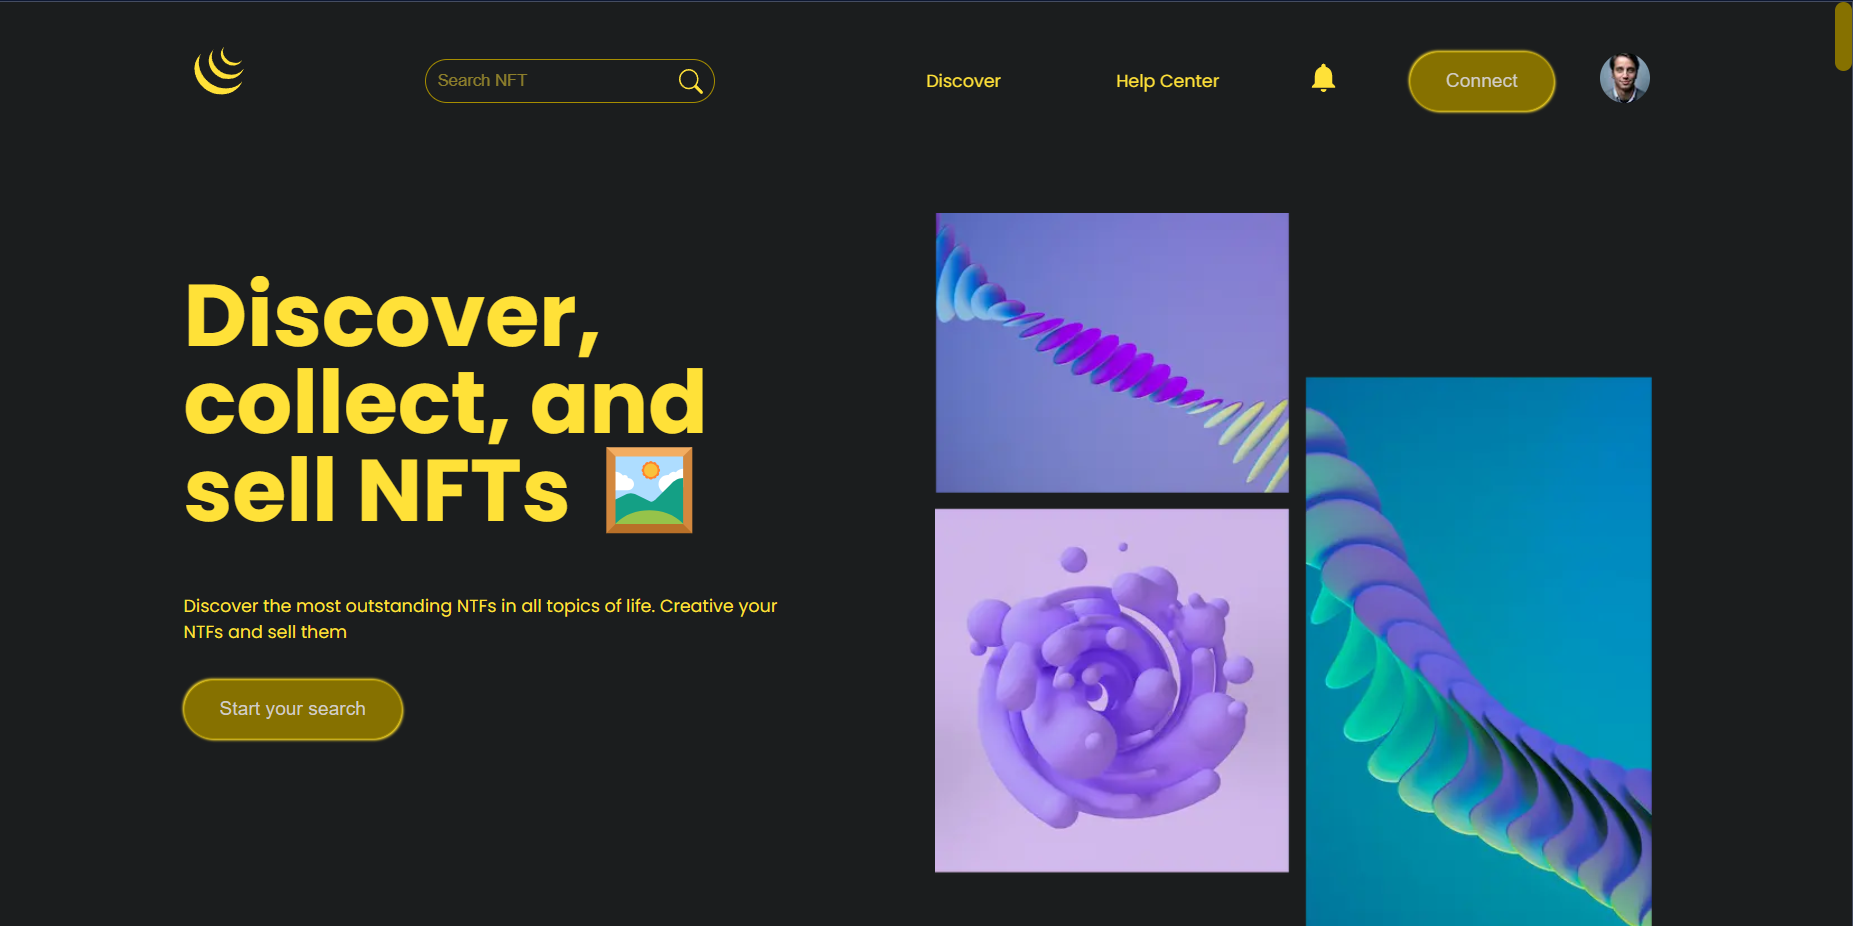 Search NFT
Discover
Help Center
Connect
Discover,
collect, and
sell NFTs
Discover the most outstanding NTFs in all topics of life. Creative your
NTFs and sell them
Start your search